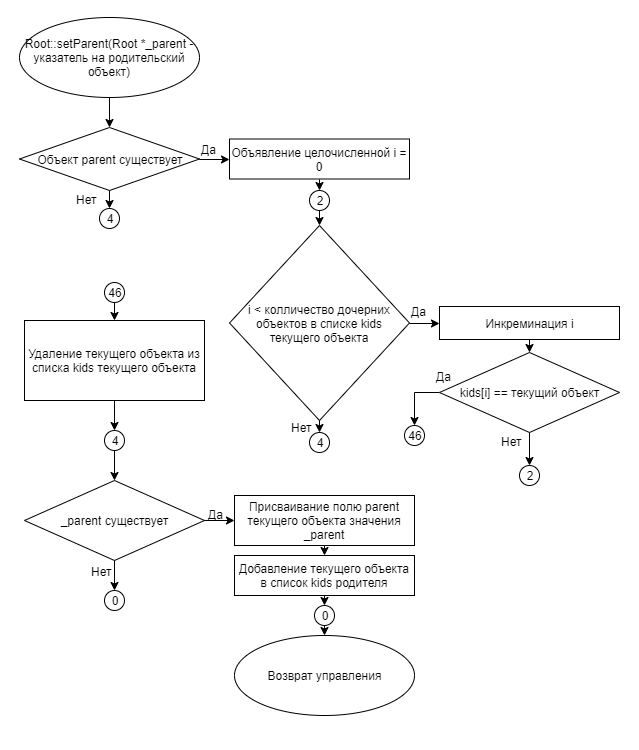 Root::setParent(Root *_parent -
указатель на родительский
объект)
Объект parent существует
Да
Объявление целочисленной i =
0
Нет
4
2
i < колличество дочерних
объектов в списке kids
текущего объекта
Да
Инкреминация i
Нет
4
kids[i] == текущий объект
Да
46
Нет
2
46
Удаление текущего объекта из
списка kids текущего объекта
4
_parent существует
Да
Присваивание полю parent
текущего объекта значения
_parent
Нет
0
Добавление текущего объекта
в список kids родителя
0
Возврат управления